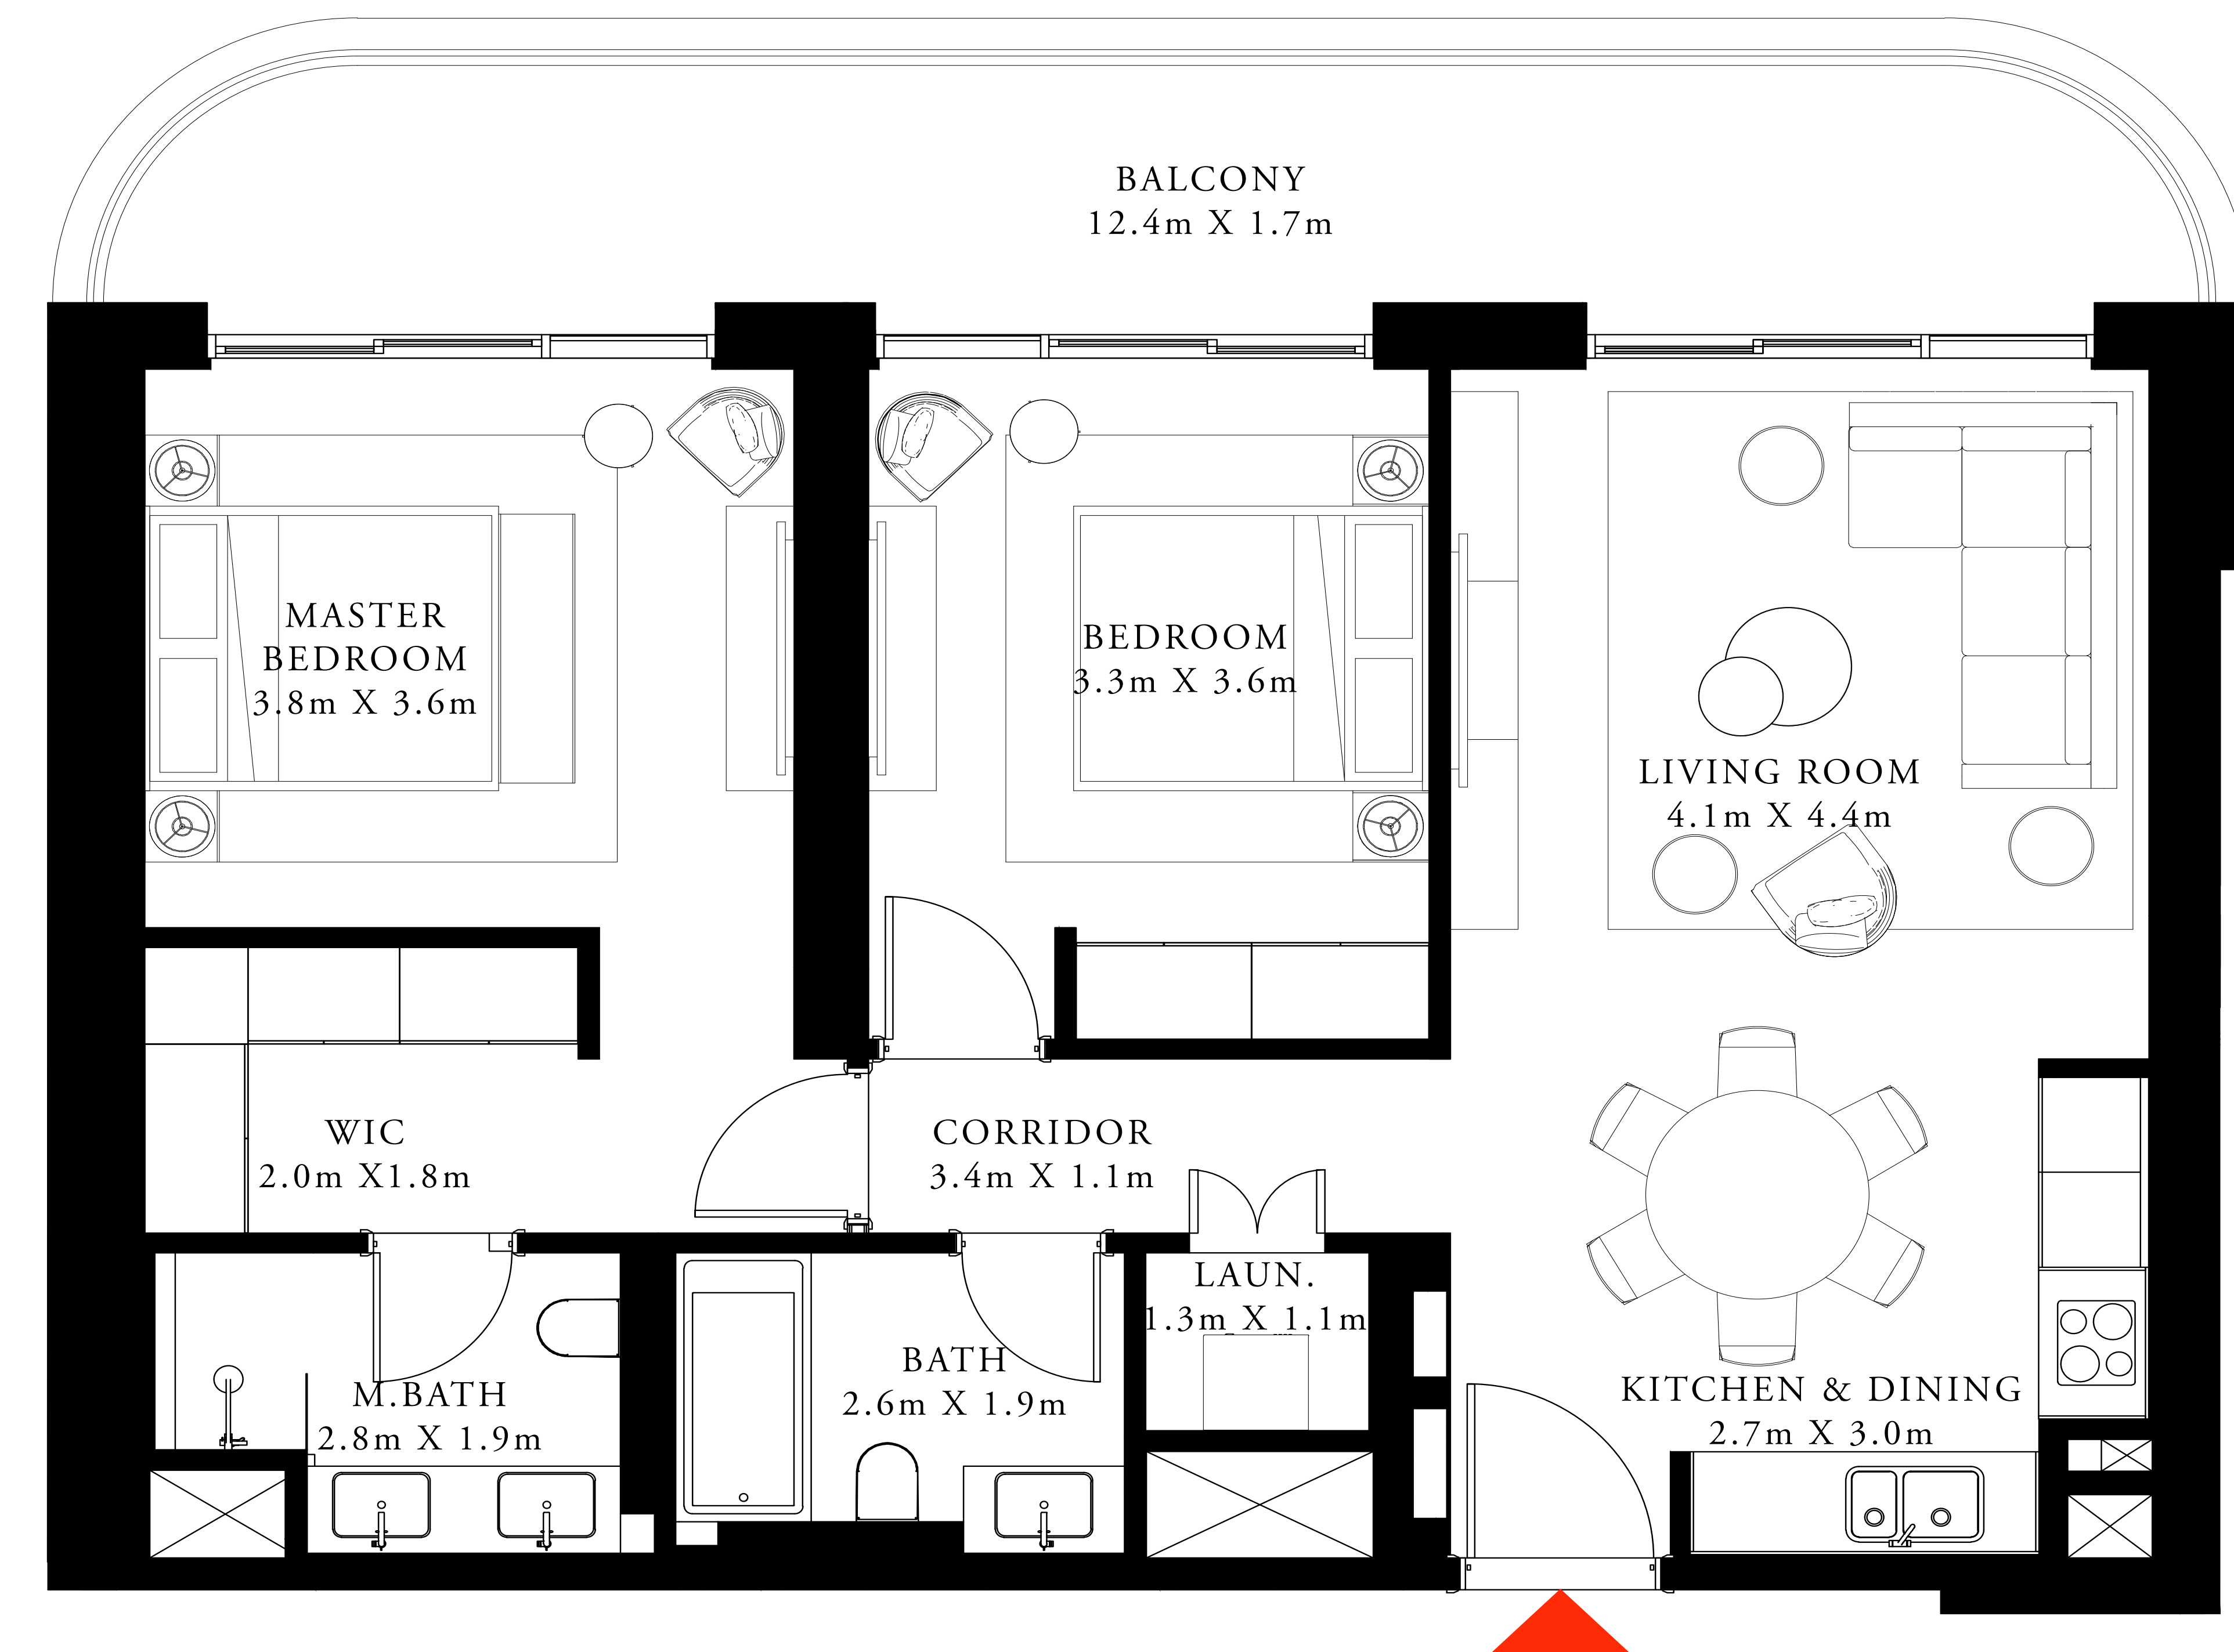 BALCONY
12.4m X 1.7m
MASTER
BEDROOM
3.8m X 3.6m
BEDROOM
3.3m X 3.6m
LIVING ROOM
4.1m X 4.4m
WIC
2.0m X1.8m
CORRIDOR
3.4m X 1.1m
LAUN.
1.3m X 1.1m
M.BATH
2.8m X 1.9m
BATH
2.6m X 1.9m
KITCHEN & DINING
2.7m X 3.0m